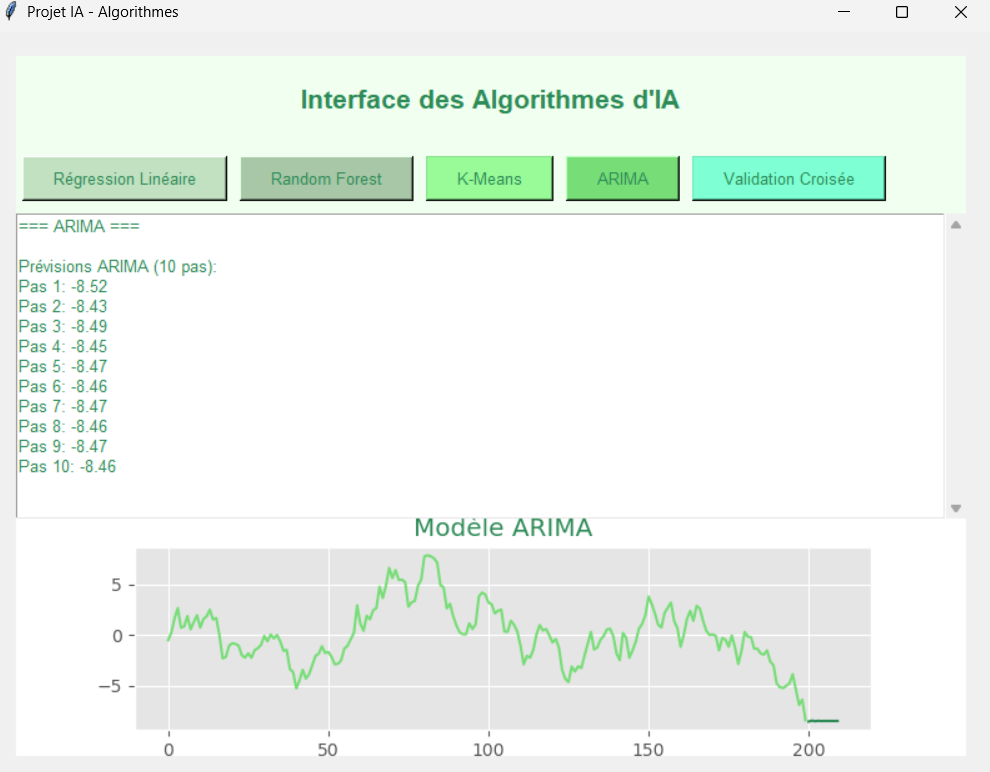 Projet IA - Algorithmes
Interface des Algorithmes d'IA
Régression Linéaire Random Forest K-Means ARIMA Validation Croisée
=== ARIMA ===
Prévisions ARIMA (10 pas):
Pas 1: -8.52
Pas 2: -8.43
Pas 3: -8.49
Pas 4: -8.45
Pas 5: -8.47
Pas 6: -8.46
Pas 7: -8.47
Pas 8: -8.46
Pas 9: -8.47
Pas 10: -8.46
Modèle ARIMA
5
0
−5
0 50 100 150 200